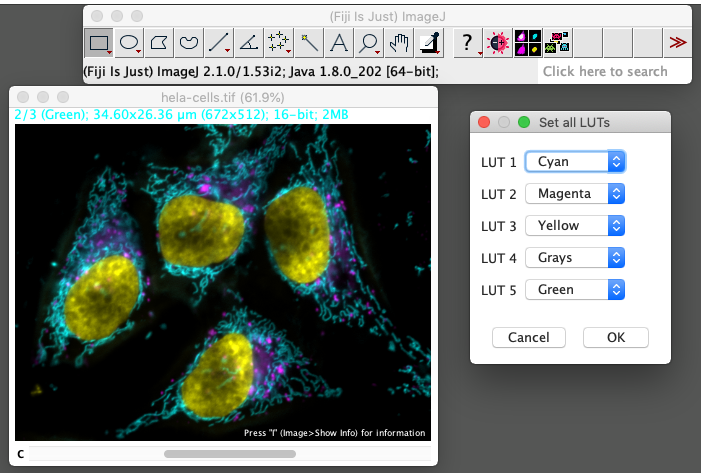 (Fiji Is Just) ImageJ
A
?
>>
(Fiji Is Just) ImageJ 2.1.0/1.53i2; Java 1.8.0_202 [64-bit];
Click here to search
hela-cells.tif (61.9%)
2/3 (Green); 34.60x26.36 µm (672x512); 16-bit; 2MB
Press "I" (Image>Show Info) for information
C
Set all LUTs
LUT 1 Cyan
LUT 2 Magenta
LUT 3 Yellow
LUT 4 Grays
LUT 5 Green
Cancel OK